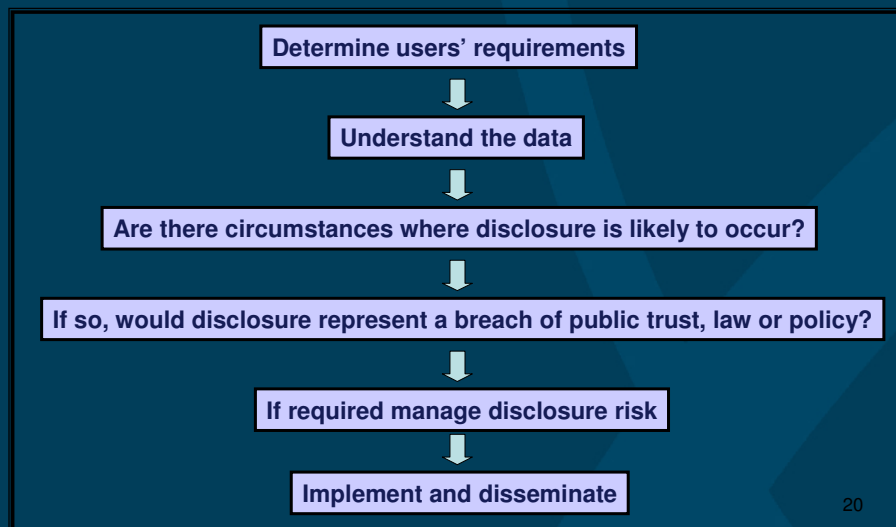 Determine users’ requirements
Understand the data
Are there circumstances where disclosure is likely to occur?
If so, would disclosure represent a breach of public trust, law or policy?
If required manage disclosure risk
Implement and disseminate
20